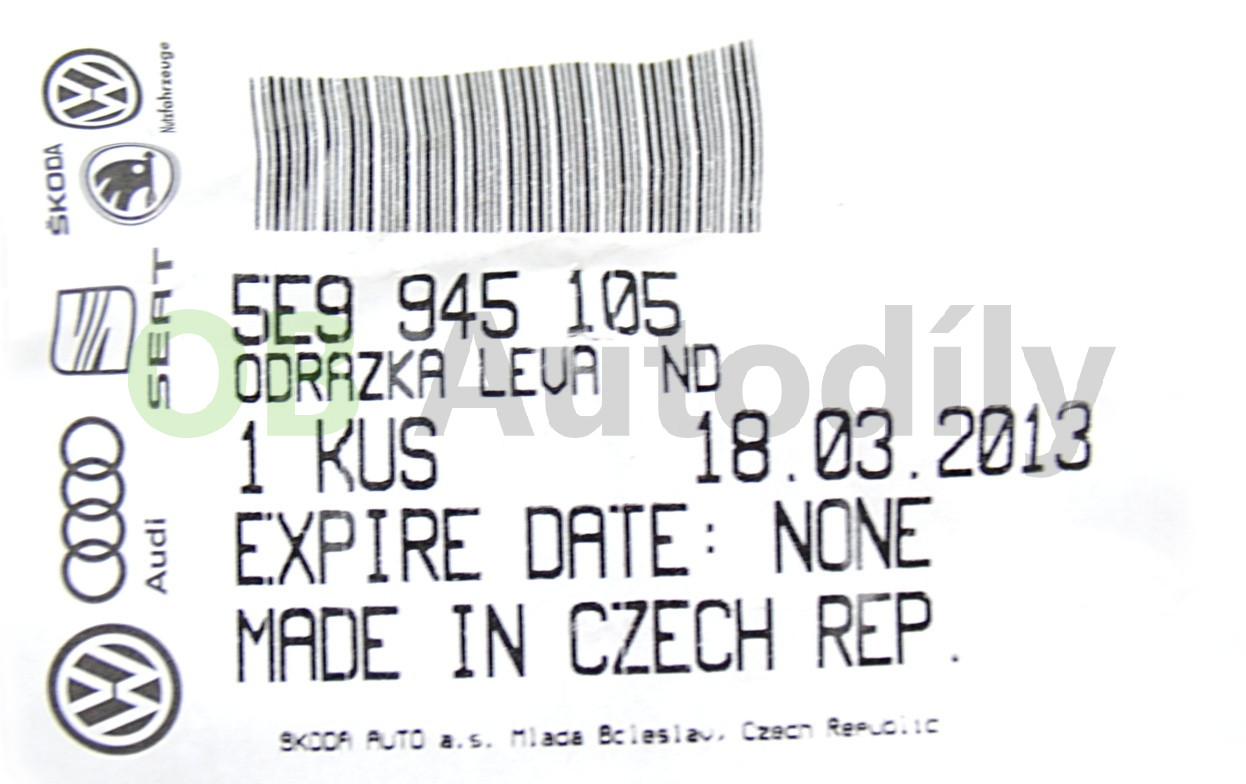 Nutzfahrzeuge
ŠKODA
SEAT
Audi
5E9 945 105
ODRAZKA LEVA ND
OD Autodíly
1 KUS 18.03.2013
EXPIRE DATE: NONE
MADE IN CZECH REP.
SKODA AUTO a.s. Mlada Boleslav, Czech Republic